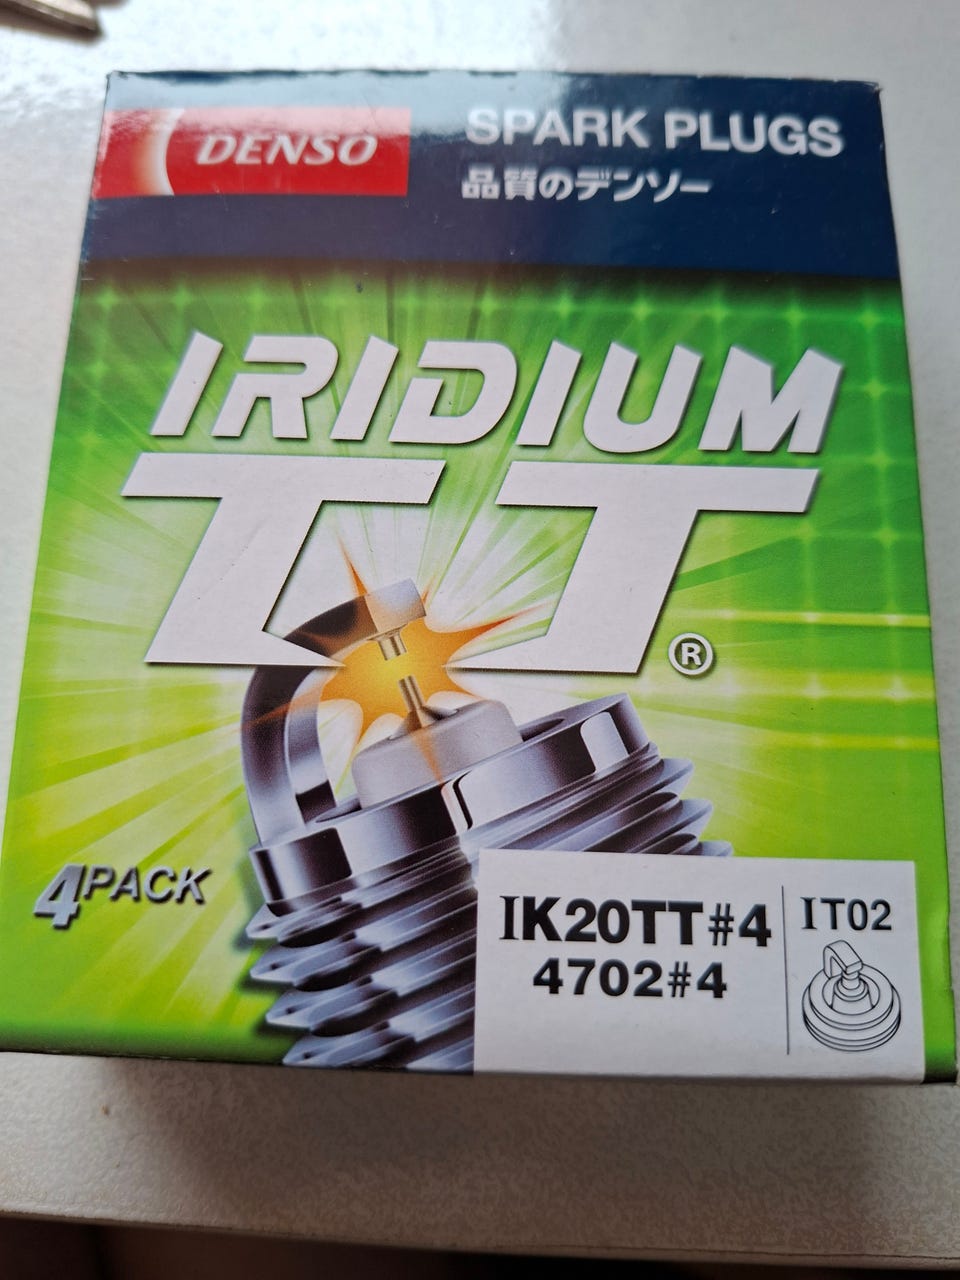 DENSO
SPARK PLUGS
品質のデンソー
IRIDIUM
TT®
4PACK
IK20TT#4
4702#4
IT02